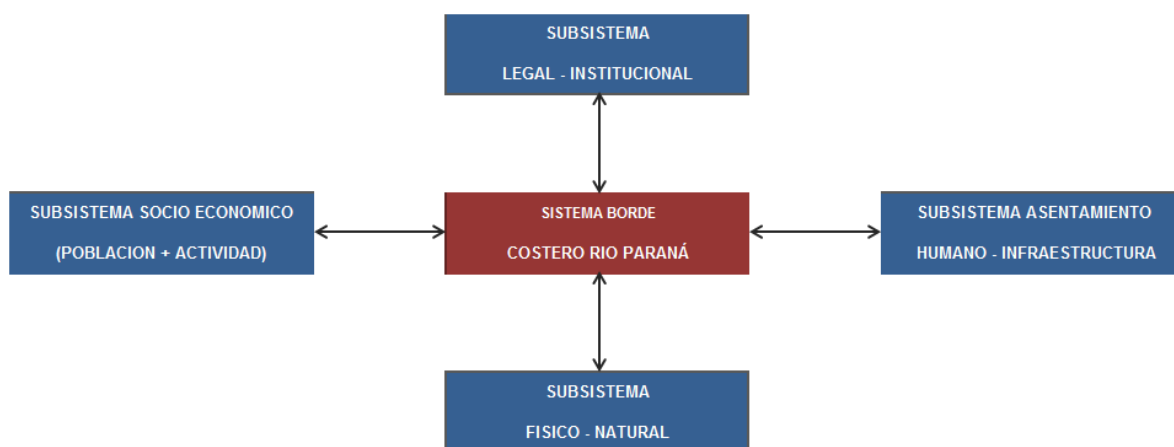 SUBSISTEMA
LEGAL - INSTITUCIONAL
SUBSISTEMA SOCIO ECONOMICO
(POBLACION + ACTIVIDAD)
SISTEMA BORDE
COSTERO RIO PARANÁ
SUBSISTEMA ASENTAMIENTO
HUMANO - INFRAESTRUCTURA
SUBSISTEMA
FISICO - NATURAL